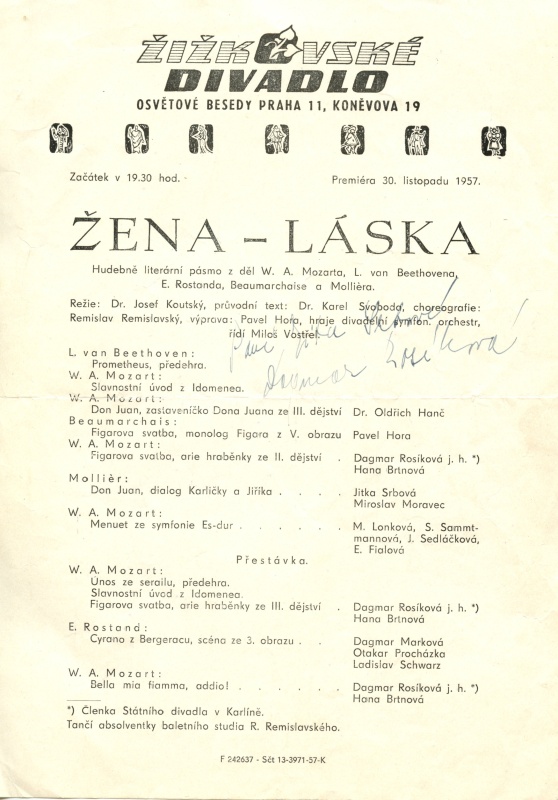 ŽIŽKOVSKÉ
DIVADLO
OSVĚTOVÉ BESEDY PRAHA 11, KONĚVOVA 19
Začátek v 19.30 hod. -
Premiéra 30. listopadu 1957.
ŽENA – LÁSKA
Hudebně literární pásmo z děl W. A. Mozarta, L. van Beethovena,
E. Rostanda, Beaumarchaise a Mollièra.
Režie: Dr. Josef Koutský, průvodní text: Dr. Karel Svoboda, choreografie:
Remislav Remislavský, výprava: Pavel Hora, hraje divadelní symfon. orchestr,
řídí Miloš Vostřel.
Dagmar Rosíková
L. van Beethoven:
Prometheus, předehra.
W. A. Mozart:
Slavnostní úvod z Idomenea.
W. A. Mozart:
Don Juan, zastaveníčko Dona Juana ze III. dějství Dr. Oldřich Hanč
Beaumarchais:
Figarova svatba, monolog Figara z V. obrazu Pavel Hora
W. A. Mozart:
Figarova svatba, arie hraběnky ze II. dějství . Dagmar Rosíková j. h. *)
Hana Brtnová
Mollièr:
Don Juan, dialog Karličky a Jiříka . . . . Jitka Srbová
Miroslav Moravec
W. A. Mozart:
Menuet ze symfonie Es-dur . . . . . . M. Lonková, S. Sammt-
mannová, J. Sedláčková,
E. Fialová
Přestávka.
W. A. Mozart:
Únos ze serailu, předehra.
Slavnostní úvod z Idomenea.
Figarova svatba, arie hraběnky ze III. dějství . Dagmar Rosíková j. h. *)
Hana Brtnová
E. Rostand:
Cyrano z Bergeracu, scéna ze 3. obrazu . . Dagmar Marková
Otakar Procházka
Ladislav Schwarz
W. A. Mozart:
Bella mia fiamma, addio! . . . . . . Dagmar Rosíková j. h. *)
Hana Brtnová
*) Členka Státního divadla v Karlíně.
Tančí absolventky baletního studia R. Remislavského.
F 242637 - Sčt 13-3971-57-K